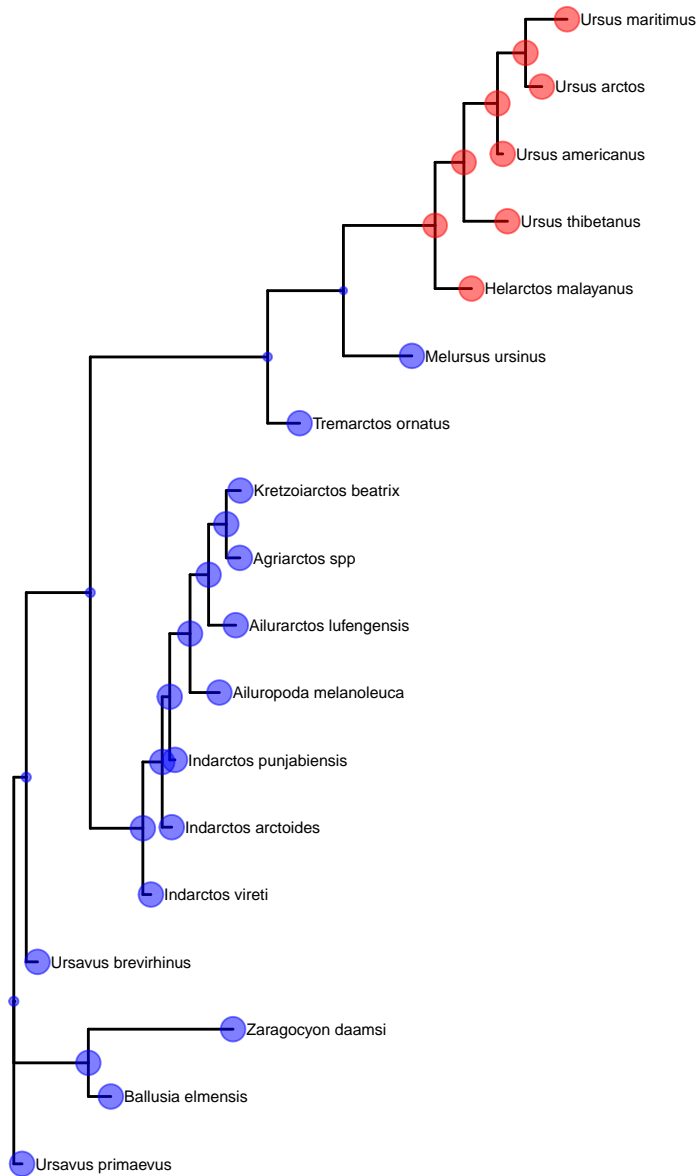 Ursus maritimus
Ursus arctos
Ursus americanus
Ursus thibetanus
Helarctos malayanus
Melursus ursinus
Tremarctos ornatus
Kretzoiarctos beatrix
Agriarctos spp
Ailurarctos lufengensis
Ailuropoda melanoleuca
Indarctos punjabiensis
Indarctos arctoides
Indarctos vireti
Ursavus brevirhinus
Zaragocyon daamsi
Ballusia elmensis
Ursavus primaevus